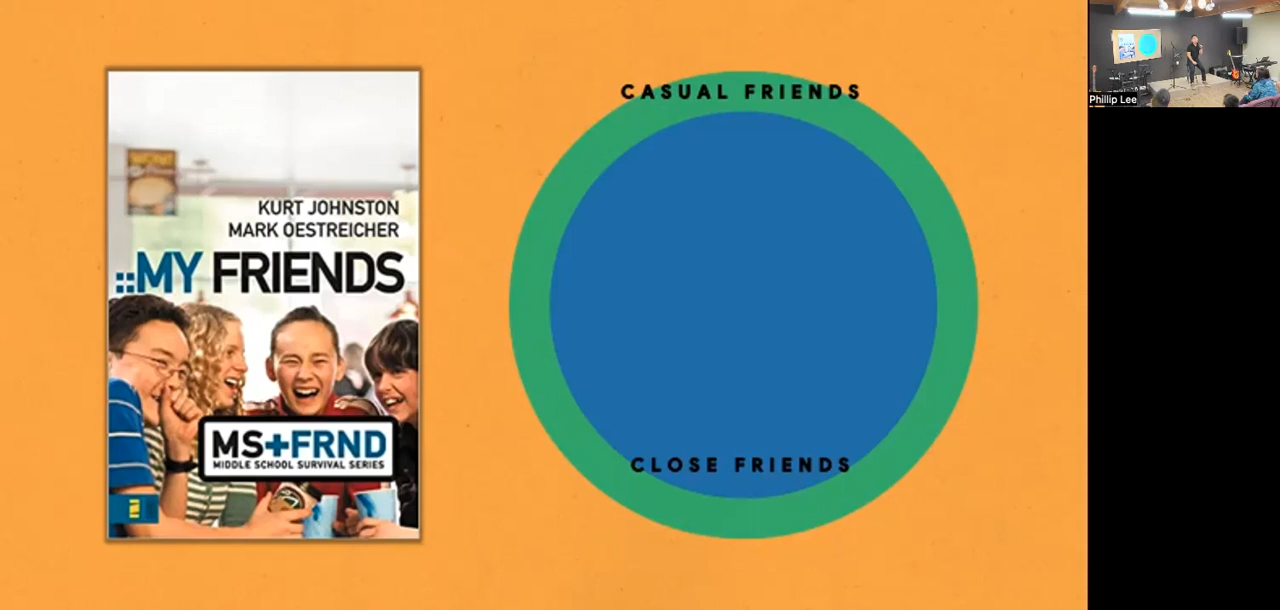 KURT JOHNSTON
MARK OESTREICHER
::MY FRIENDS
MS+FRND
MIDDLE SCHOOL SURVIVAL SERIES
CASUAL FRIENDS
CLOSE FRIENDS
Phillip Lee